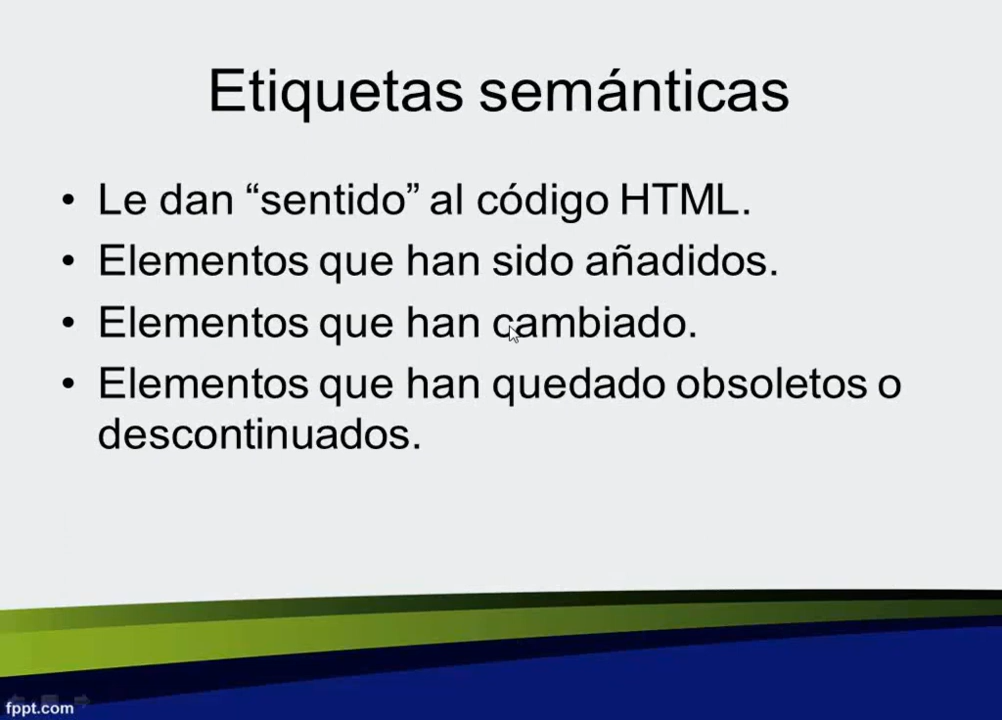 Etiquetas semánticas
• Le dan “sentido” al código HTML.
• Elementos que han sido añadidos.
• Elementos que han cambiado.
• Elementos que han quedado obsoletos o
descontinuados.
fppt.com